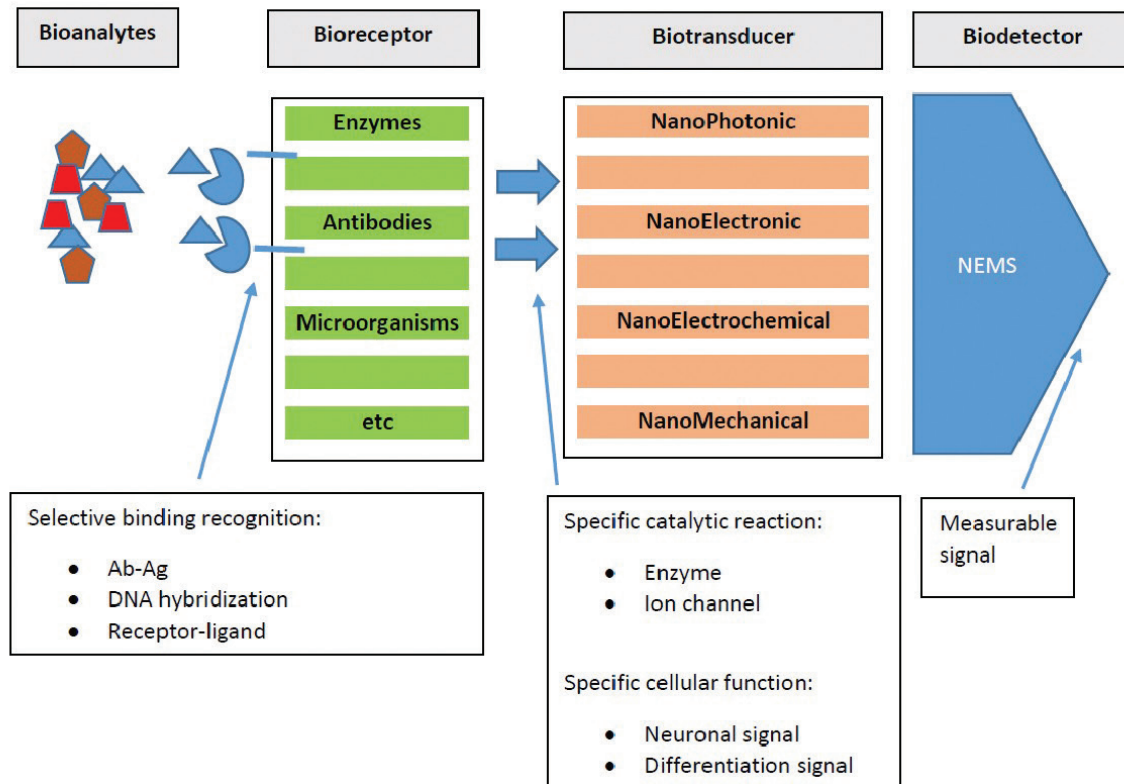 Bioanalytes
Bioreceptor
Biotransducer
Biodetector
Enzymes
Antibodies
Microorganisms
etc
NanoPhotonic
NanoElectronic
NanoElectrochemical
NanoMechanical
NEMS
Selective binding recognition:
● Ab-Ag
● DNA hybridization
● Receptor-ligand
Specific catalytic reaction:
● Enzyme
● Ion channel
Specific cellular function:
● Neuronal signal
● Differentiation signal
Measurable
signal